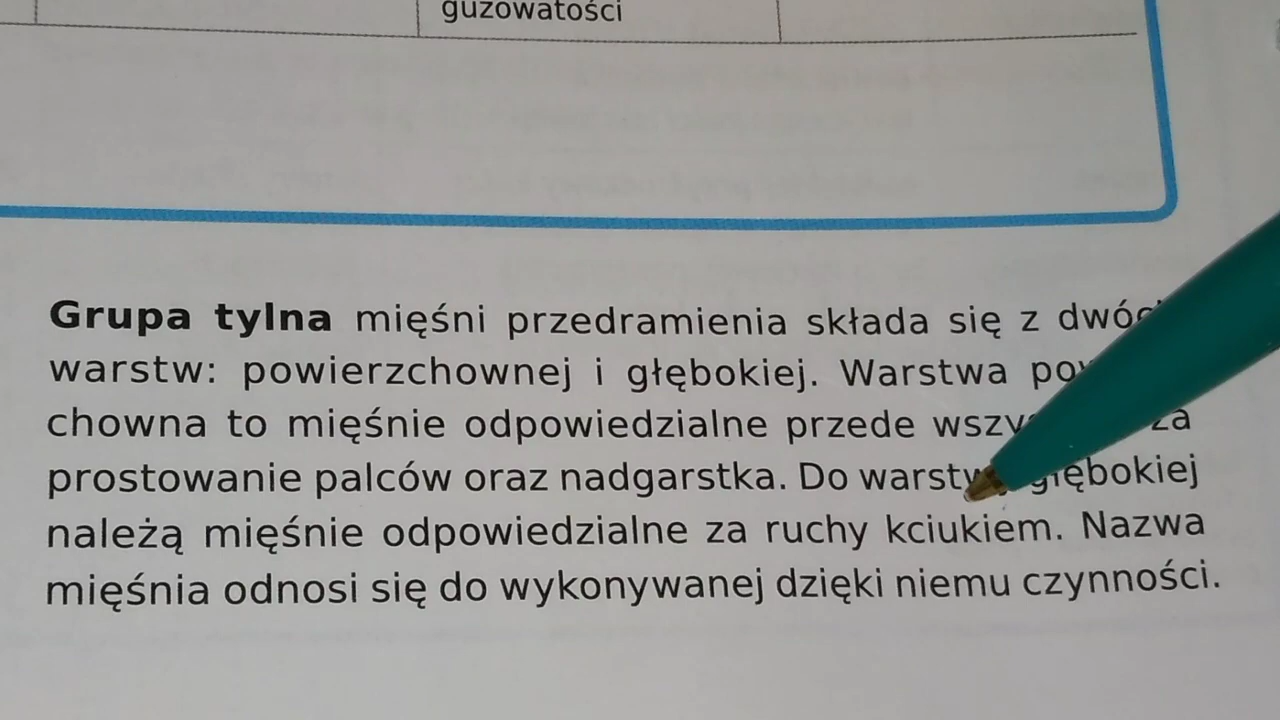 guzowatości
Grupa tylna mięśni przedramienia składa się z
warstw: powierzchownej i głębokiej. Warstwa
chowna to mięśnie odpowiedzialne przede za
prostowanie palców oraz nadgarstka. Do głębokiej
należą mięśnie odpowiedzialne za ruchy kciukiem. Nazwa
mięśnia odnosi się do wykonywanej dzięki niemu czynności.